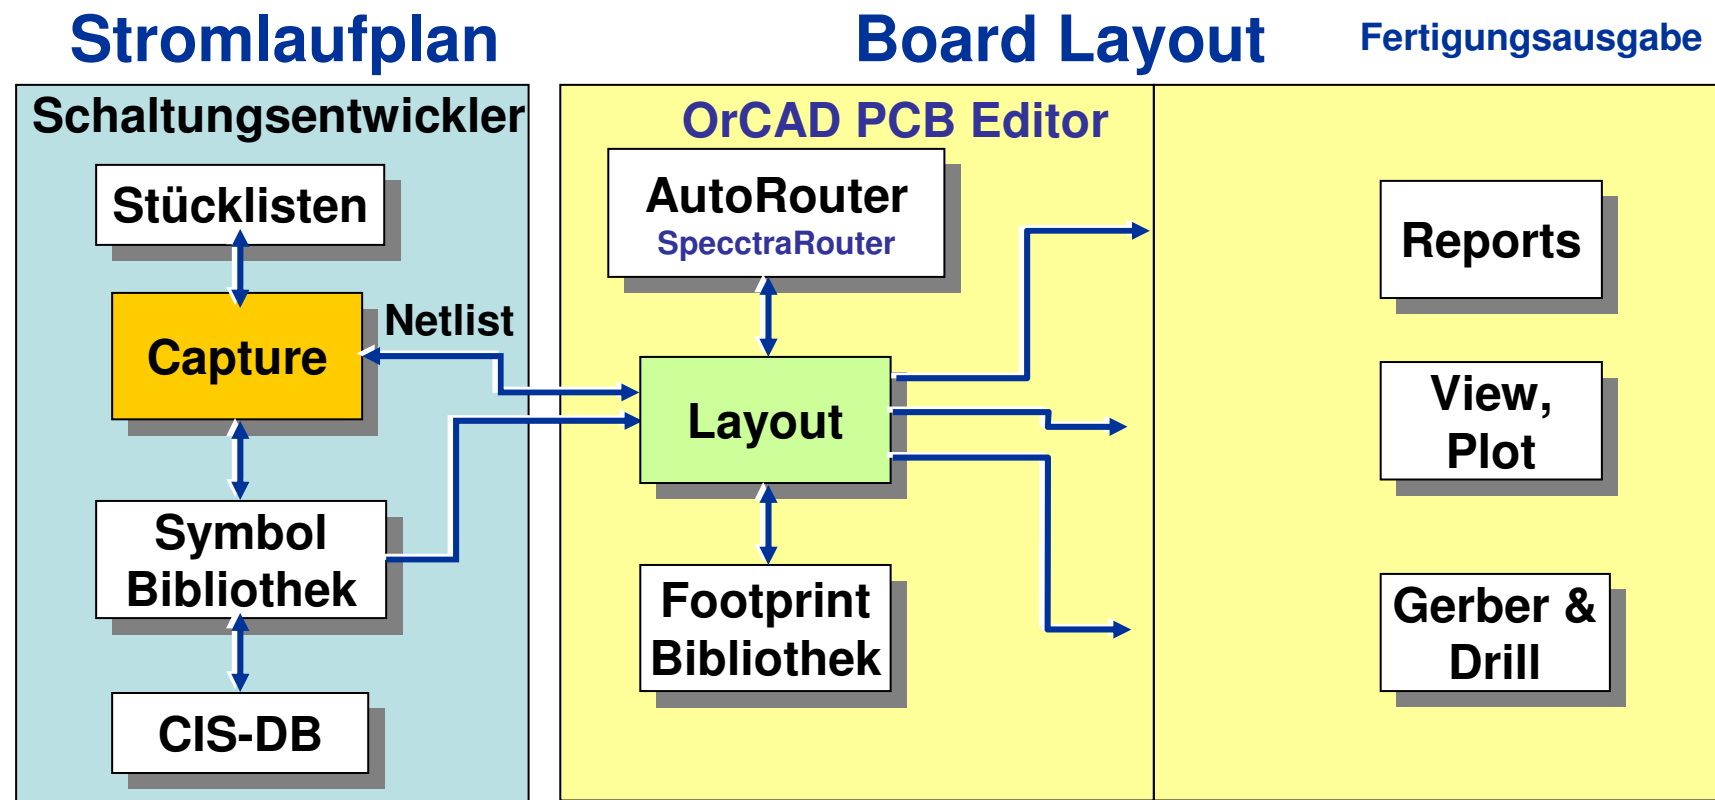 Stromlaufplan
Board Layout
Fertigungsausgabe
Schaltungsentwickler
Stücklisten
Capture
Netlist
Symbol
Bibliothek
CIS-DB
OrCAD PCB Editor
AutoRouter
SpecctraRouter
Layout
Footprint
Bibliothek
Reports
View,
Plot
Gerber &
Drill